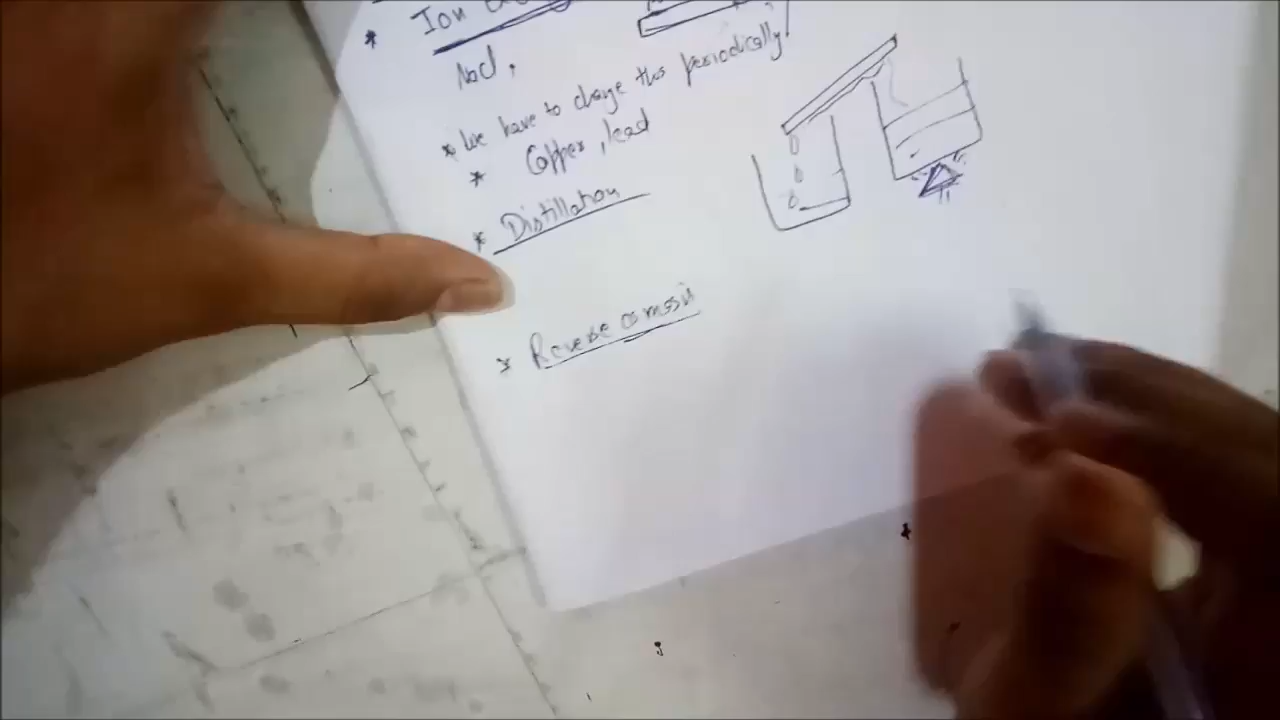 * Ion
NaCl,
* We have to change this periodically
* Copper, lead
* Distillation
* Reverse osmosis